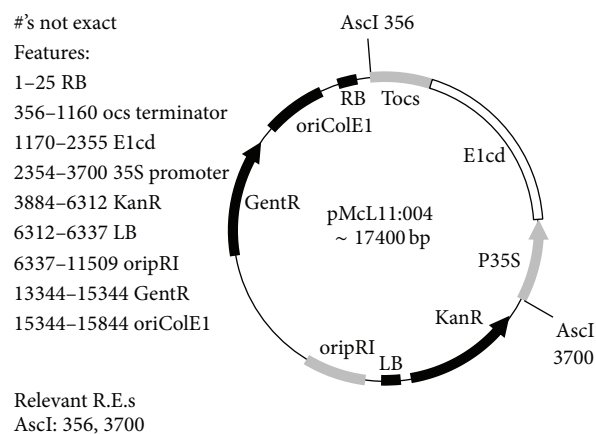 #'s not exact
Features:
1–25 RB
356–1160 ocs terminator
1170–2355 E1cd
2354–3700 35S promoter
3884–6312 KanR
6312–6337 LB
6337–11509 oripRI
13344–15344 GentR
15344–15844 oriColE1
Relevant R.E.s
AscI: 356, 3700
AscI 356
RB
Tocs
oriColE1
E1cd
GentR
pMcL11:004
~ 17400 bp
P35S
KanR
AscI
3700
oripRI
LB